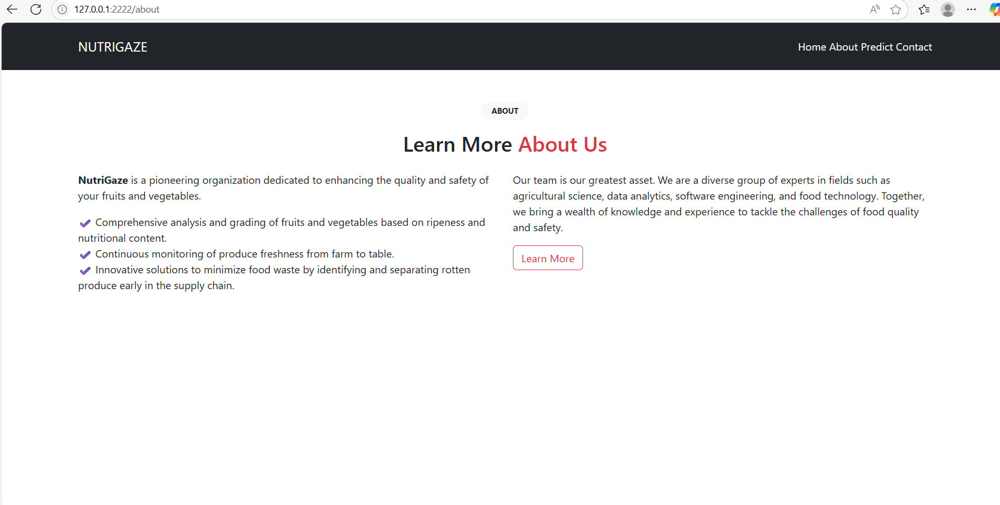 127.0.0.1:2222/about
NUTRIGAZE
Home About Predict Contact
ABOUT
Learn More About Us
NutriGaze is a pioneering organization dedicated to enhancing the quality and safety of
your fruits and vegetables.
✔ Comprehensive analysis and grading of fruits and vegetables based on ripeness and
nutritional content.
✔ Continuous monitoring of produce freshness from farm to table.
✔ Innovative solutions to minimize food waste by identifying and separating rotten
produce early in the supply chain.
Our team is our greatest asset. We are a diverse group of experts in fields such as
agricultural science, data analytics, software engineering, and food technology. Together,
we bring a wealth of knowledge and experience to tackle the challenges of food quality
and safety.
Learn More